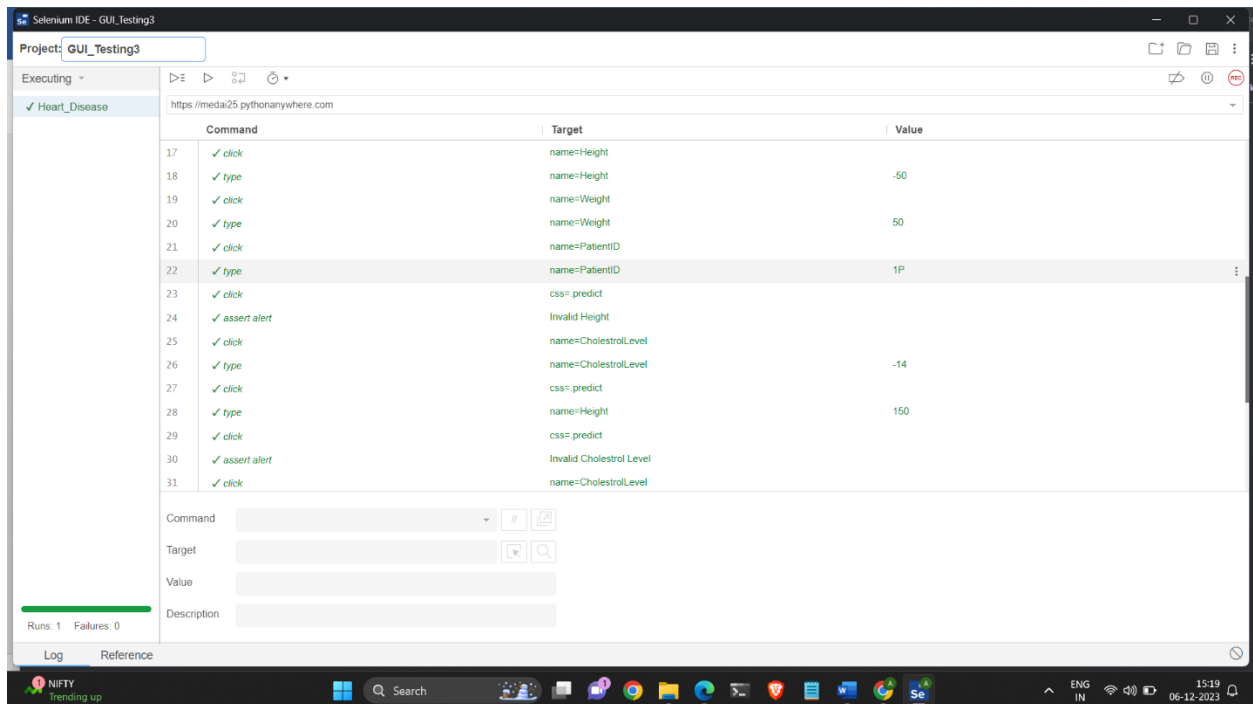 Selenium IDE - GUI_Testing3
Project: GUI_Testing3
Executing
✓ Heart_Disease
https://medai25.pythonanywhere.com
Command Target Value
17 ✓ click name=Height
18 ✓ type name=Height -50
19 ✓ click name=Weight
20 ✓ type name=Weight 50
21 ✓ click name=PatientID
22 ✓ type name=PatientID 1P
23 ✓ click css=.predict
24 ✓ assert alert Invalid Height
25 ✓ click name=CholestrolLevel
26 ✓ type name=CholestrolLevel -14
27 ✓ click css=.predict
28 ✓ type name=Height 150
29 ✓ click css=.predict
30 ✓ assert alert Invalid Cholestrol Level
31 ✓ click name=CholestrolLevel
Command //
Target
Value
Description
Runs: 1 Failures: 0
Log Reference
REC
1 NIFTY
Trending up
Search
1
Se
ENG
IN
15:19
06-12-2023